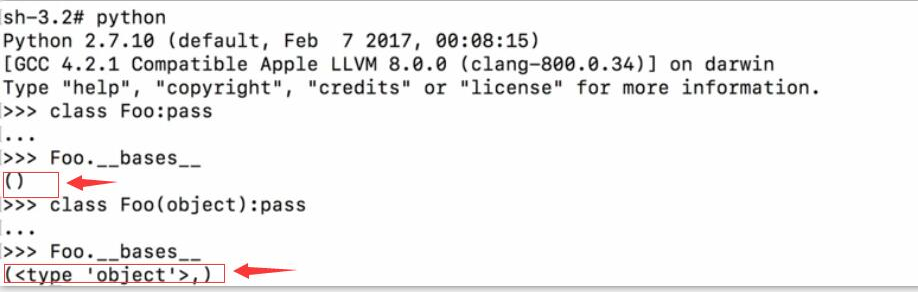 sh-3.2# python
Python 2.7.10 (default, Feb  7 2017, 00:08:15)
[GCC 4.2.1 Compatible Apple LLVM 8.0.0 (clang-800.0.34)] on darwin
Type "help", "copyright", "credits" or "license" for more information.
>>> class Foo:pass
...
>>> Foo.__bases__
()
>>> class Foo(object):pass
...
>>> Foo.__bases__
(<type 'object'>,)